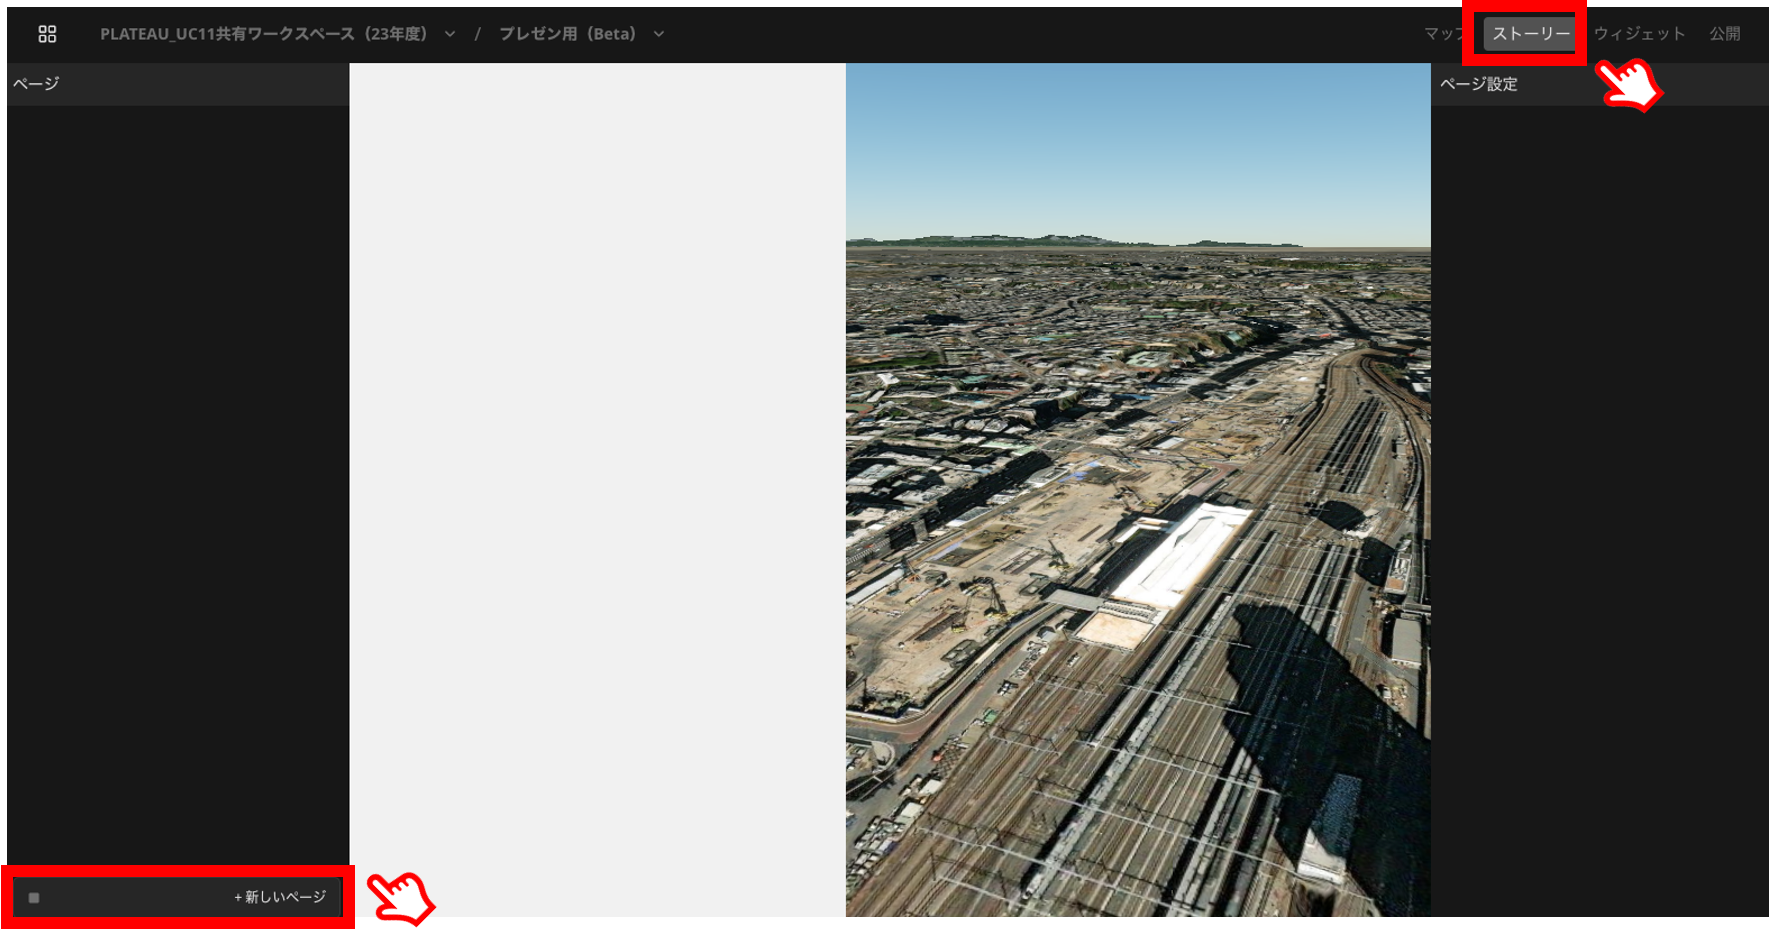 PLATEAU_UC11共有ワークスペース（23年度） / プレゼン用（Beta）
マップ ストーリー ウィジェット 公開
ページ
ページ設定
+ 新しいページ